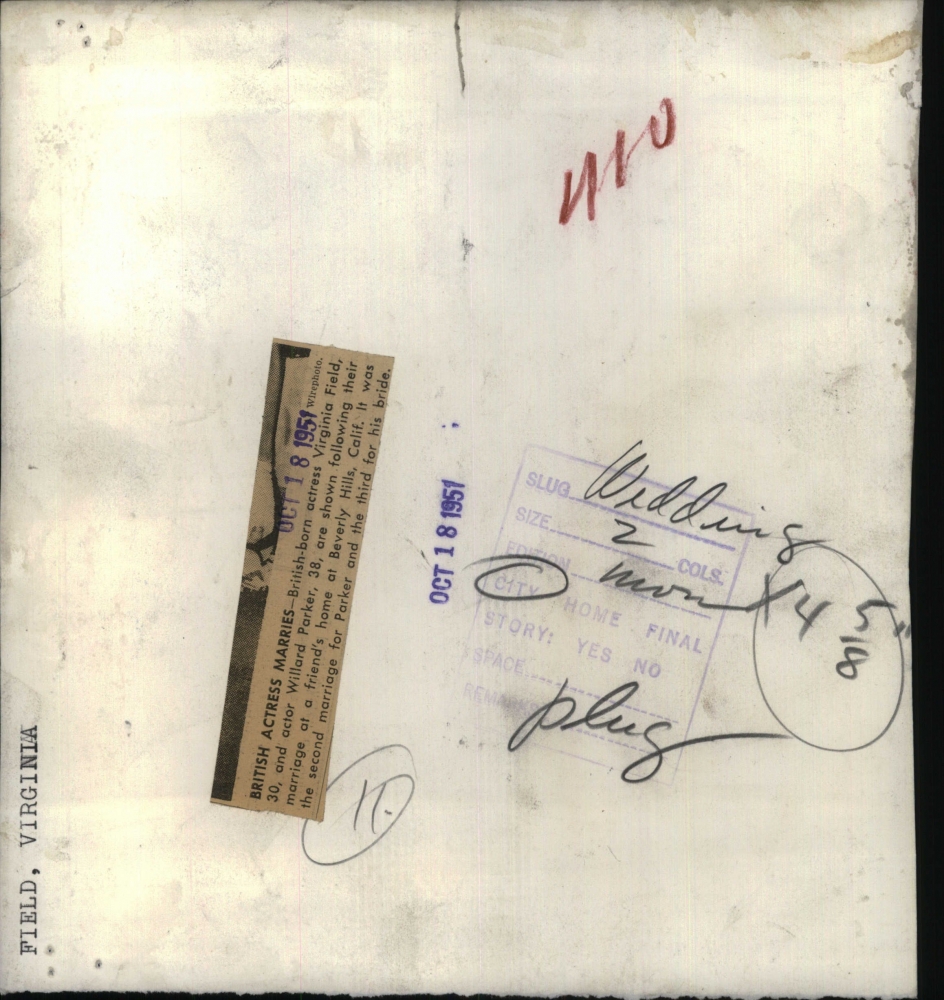 FIELD, VIRGINIA
Wirephoto.
OCT 18 1951
BRITISH ACTRESS MARRIES—British-born actress Virginia Field,
30, and actor Willard Parker, 38, are shown following their
marriage at a friend's home at Beverly Hills, Calif. It was
the second marriage for Parker and the third for his bride.
OCT 18 1951
SLUG Wedding
SIZE 2 COLS.
EDITION mon
CITY HOME FINAL
STORY: YES NO
SPACE
REMARKS
plug
H.